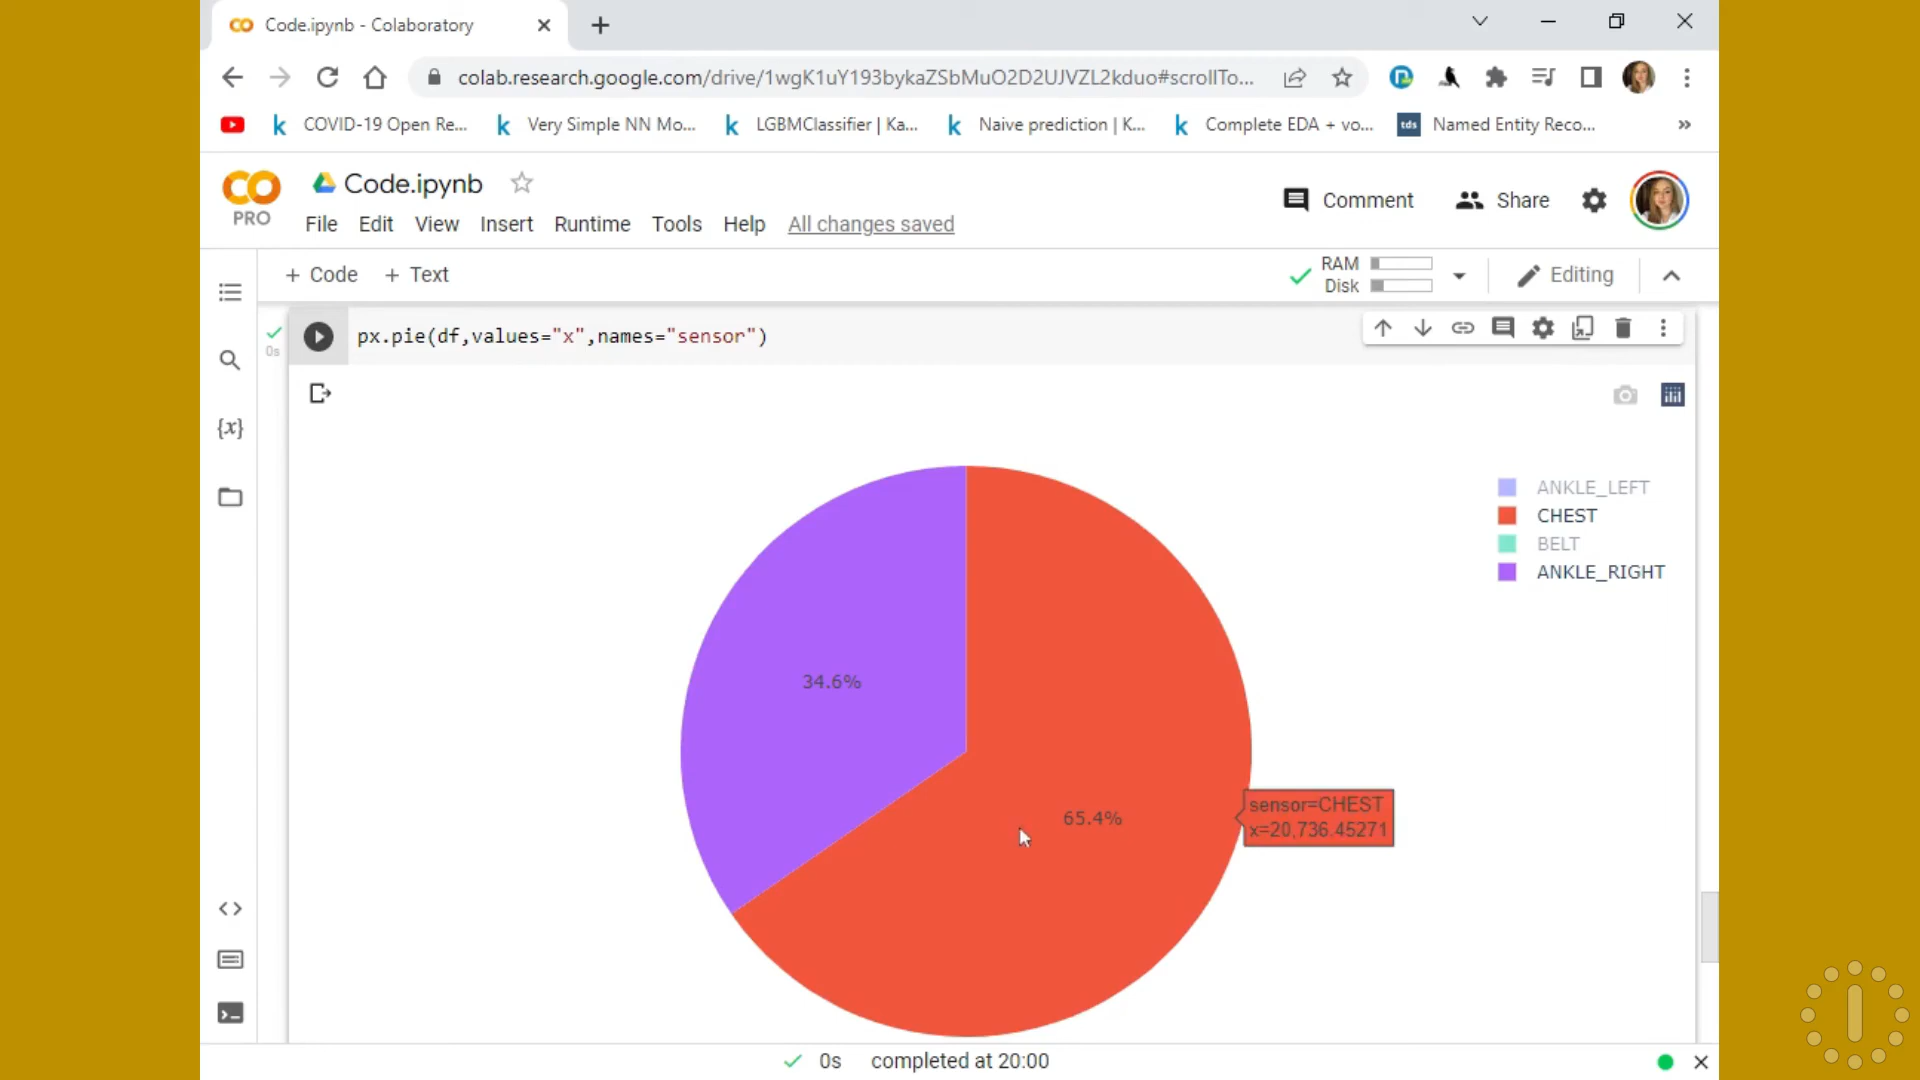 Code.ipynb - Colaboratory
colab.research.google.com/drive/1wgK1uY193bykaZSbMuO2D2UJVZL2kduo#scrollTo...
COVID-19 Open Re...
Very Simple NN Mo...
LGBMClassifier | Ka...
Naive prediction | K...
Complete EDA + vo...
tds
Named Entity Reco...
»
CO
PRO
Code.ipynb
Comment
Share
File Edit View Insert Runtime Tools Help All changes saved
+ Code + Text
RAM
Disk
Editing
0s
px.pie(df,values="x",names="sensor")
{x}
ANKLE_LEFT
CHEST
BELT
ANKLE_RIGHT
34.6%
65.4%
sensor=CHEST
x=20,736.45271
0s completed at 20:00